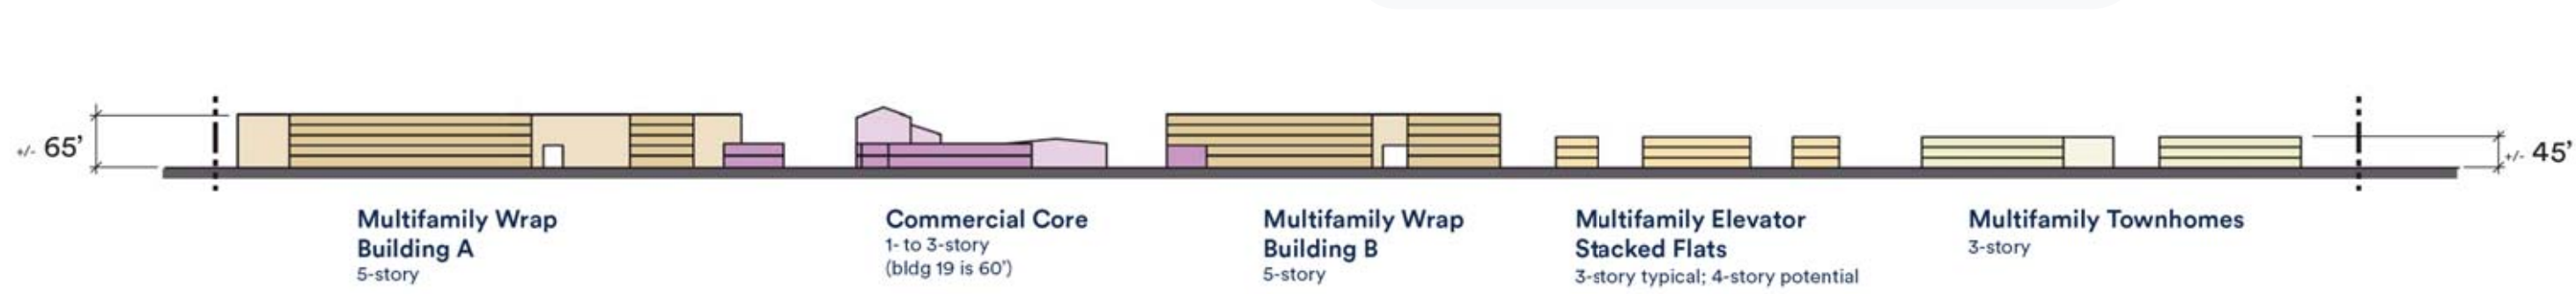 +/- 65’
+/- 45’
Multifamily Wrap
Building A
5-story
Commercial Core
1- to 3-story
(bldg 19 is 60’)
Multifamily Wrap
Building B
5-story
Multifamily Elevator
Stacked Flats
3-story typical; 4-story potential
Multifamily Townhomes
3-story